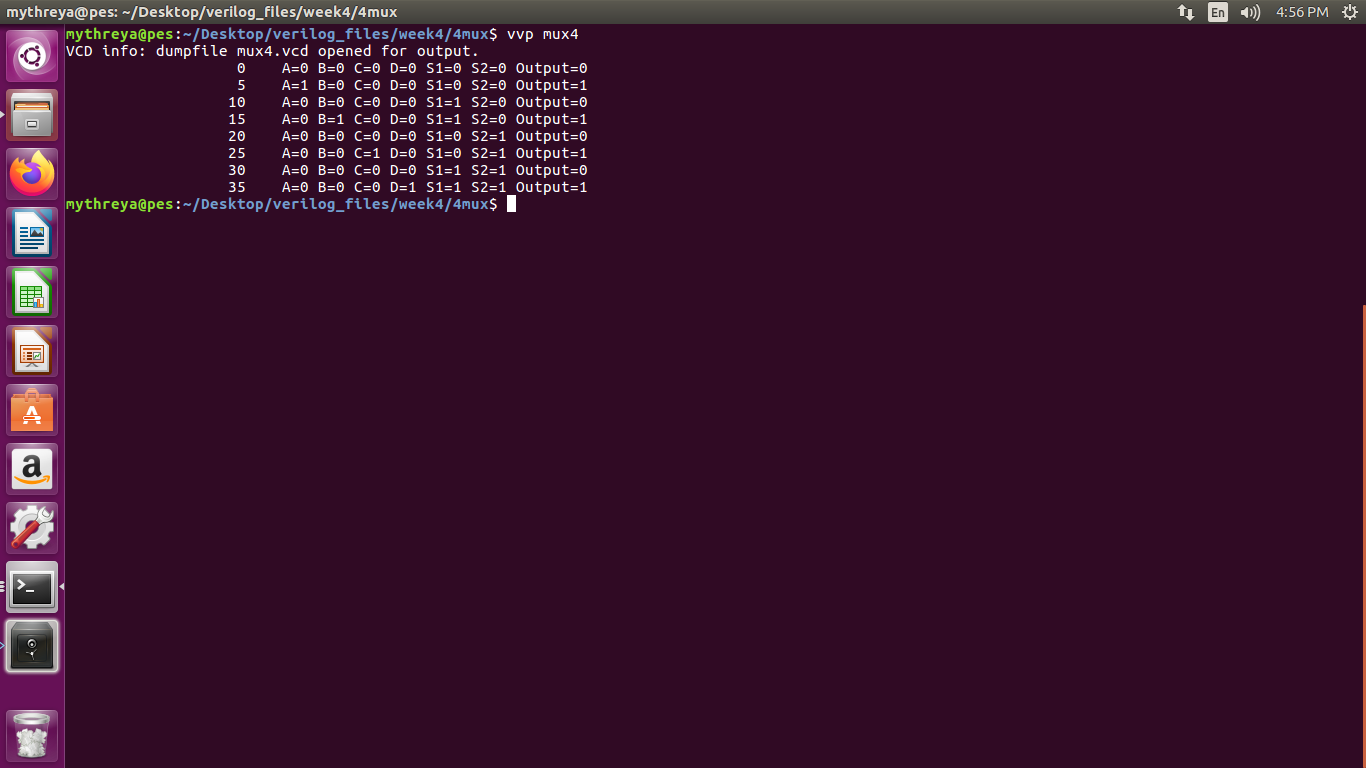 mythreya@pes: ~/Desktop/verilog_files/week4/4mux En 4:56 PM
mythreya@pes:~/Desktop/verilog_files/week4/4mux$ vvp mux4
VCD info: dumpfile mux4.vcd opened for output.
0 A=0 B=0 C=0 D=0 S1=0 S2=0 Output=0
5 A=1 B=0 C=0 D=0 S1=0 S2=0 Output=1
10 A=0 B=0 C=0 D=0 S1=1 S2=0 Output=0
15 A=0 B=1 C=0 D=0 S1=1 S2=0 Output=1
20 A=0 B=0 C=0 D=0 S1=0 S2=1 Output=0
25 A=0 B=0 C=1 D=0 S1=0 S2=1 Output=1
30 A=0 B=0 C=0 D=0 S1=1 S2=1 Output=0
35 A=0 B=0 C=0 D=1 S1=1 S2=1 Output=1
mythreya@pes:~/Desktop/verilog_files/week4/4mux$